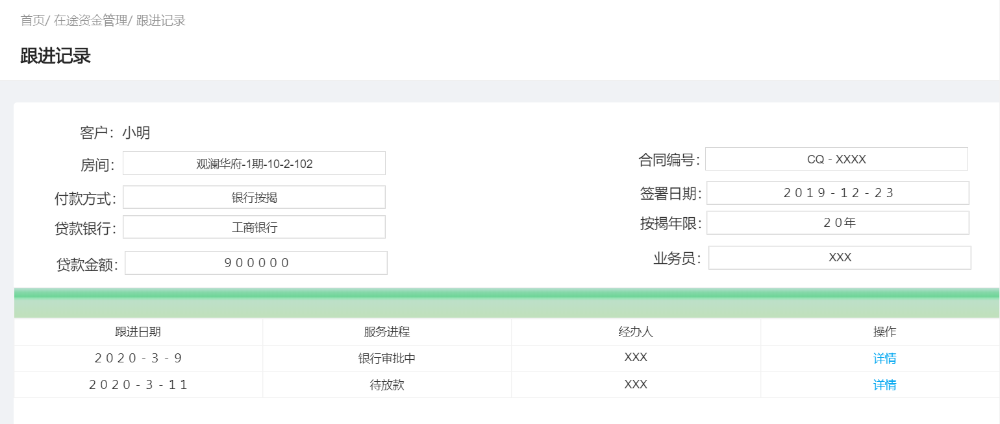 首页/ 在途资金管理/ 跟进记录
跟进记录
客户：小明
房间：观澜华府-1期-10-2-102 合同编号：CQ - XXXX
付款方式：银行按揭 签署日期：2019-12-23
贷款银行：工商银行 按揭年限：20年
贷款金额：900000 业务员：XXX
跟进日期 服务进程 经办人 操作
2020-3-9 银行审批中 XXX 详情
2020-3-11 待放款 XXX 详情